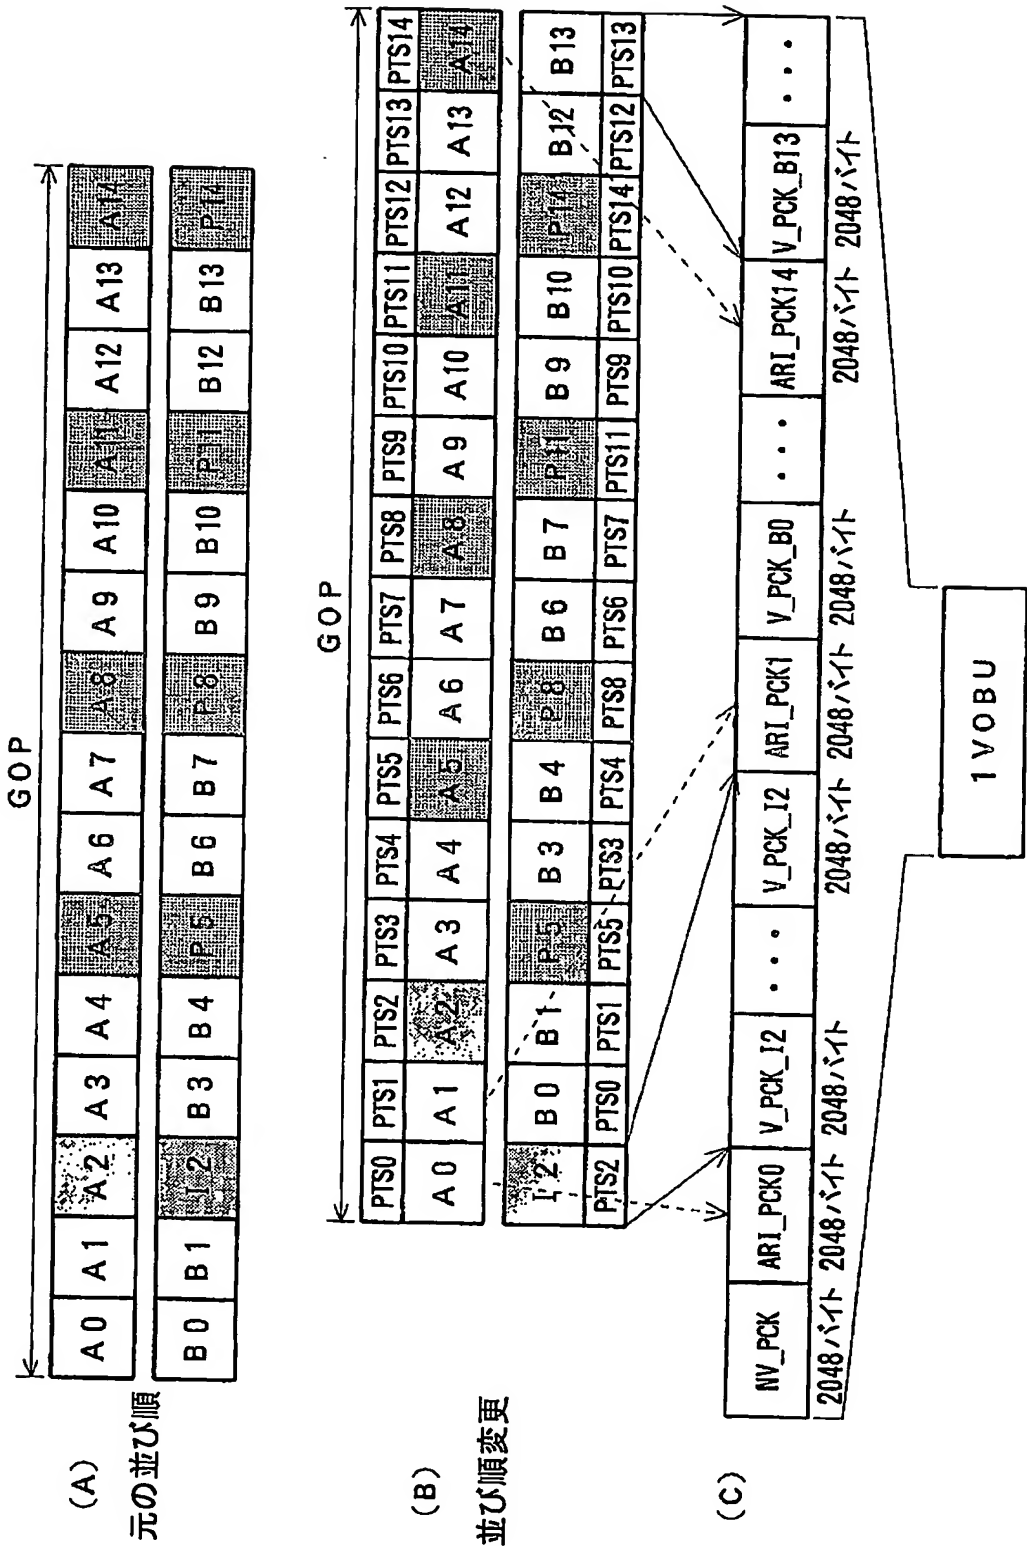 (A)
元の並び順
GOP
A0 A1 A2 A3 A4 A5 A6 A7 A8 A9 A10 A11 A12 A13 A14
B0 B1 I2 B3 B4 P5 B6 B7 P8 B9 B10 P11 B12 B13 P14
(B)
並び順変更
GOP
PTS0 PTS1 PTS2 PTS3 PTS4 PTS5 PTS6 PTS7 PTS8 PTS9 PTS10 PTS11 PTS12 PTS13 PTS14
A0 A1 A2 A3 A4 A5 A6 A7 A8 A9 A10 A11 A12 A13 A14
I2 B0 B1 P5 B3 B4 P8 B6 B7 P11 B9 B10 P14 B12 B13
PTS2 PTS0 PTS1 PTS5 PTS3 PTS4 PTS8 PTS6 PTS7 PTS11 PTS9 PTS10 PTS14 PTS12 PTS13
(C)
NV_PCK ARI_PCK0 V_PCK_I2 ... V_PCK_I2 ARI_PCK1 V_PCK_B0 ... ARI_PCK14 V_PCK_B13 ...
2048バイト 2048バイト 2048バイト 2048バイト 2048バイト 2048バイト 2048バイト 2048バイト
1VOBU